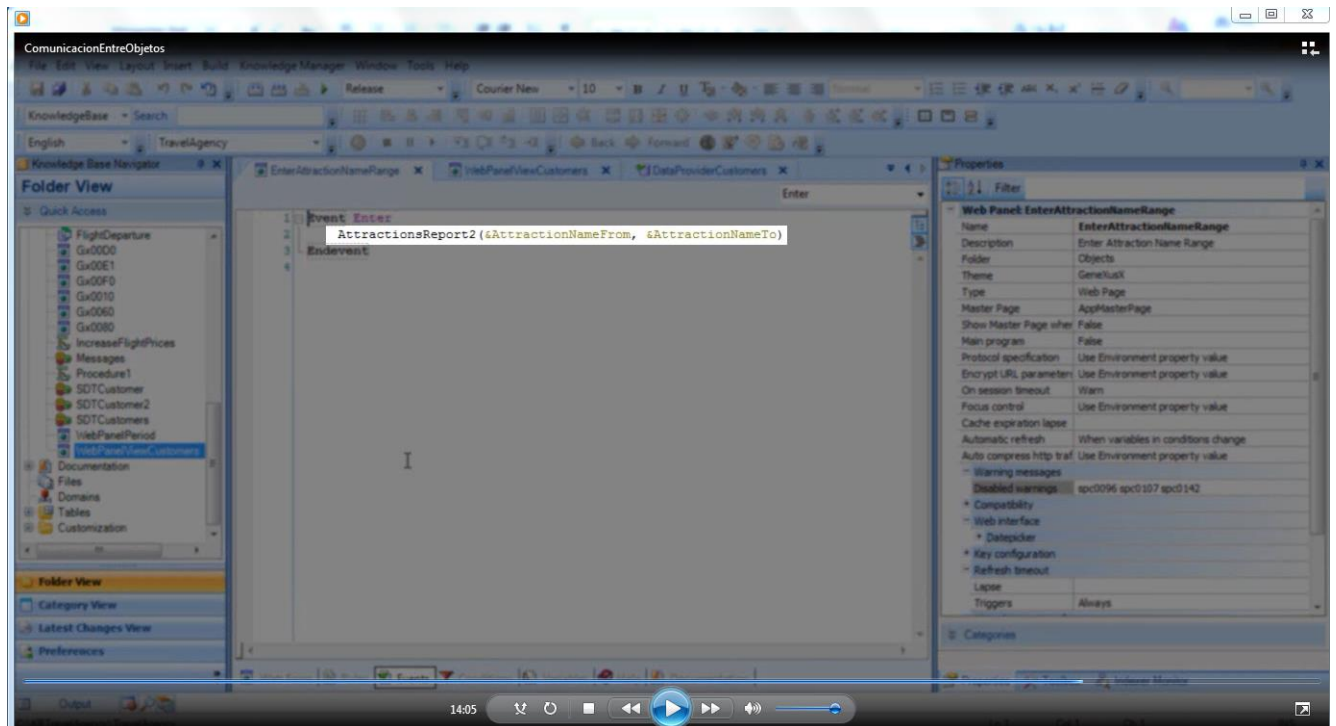 ComunicacionEntreObjetos
File Edit View Layout Insert Build Knowledge Manager Window Tools Help
Release Courier New 10 Normal
KnowledgeBase Search
English TravelAgency Back Forward
Knowledge Base Navigator
Folder View
Quick Access
FlightDeparture
Gx00D0
Gx00E1
Gx00F0
Gx0010
Gx0060
Gx0080
IncreaseFlightPrices
Messages
Procedure1
SDTCustomer
SDTCustomer2
SDTCustomers
WebPanelPeriod
WebPanelViewCustomers
Documentation
Files
Domains
Tables
Customization
Folder View
Category View
Latest Changes View
Preferences
Output
EnterAttractionNameRange WebPanelViewCustomers DataProviderCustomers
Enter
1 Event Enter
2 AttractionsReport2(&AttractionNameFrom, &AttractionNameTo)
3 Endevent
4
Events
Properties
Filter
Web Panel: EnterAttractionNameRange
Name EnterAttractionNameRange
Description Enter Attraction Name Range
Folder Objects
Theme GeneXusX
Type Web Page
Master Page AppMasterPage
Show Master Page wher False
Main program False
Protocol specification Use Environment property value
Encrypt URL parameters Use Environment property value
On session timeout Warn
Focus control Use Environment property value
Cache expiration lapse
Automatic refresh When variables in conditions change
Auto compress http traf Use Environment property value
Warning messages
Disabled warnings spc0096 spc0107 spc0142
Compatibility
Web interface
Datepicker
Key configuration
Refresh timeout
Lapse
Triggers Always
Categories
14:05